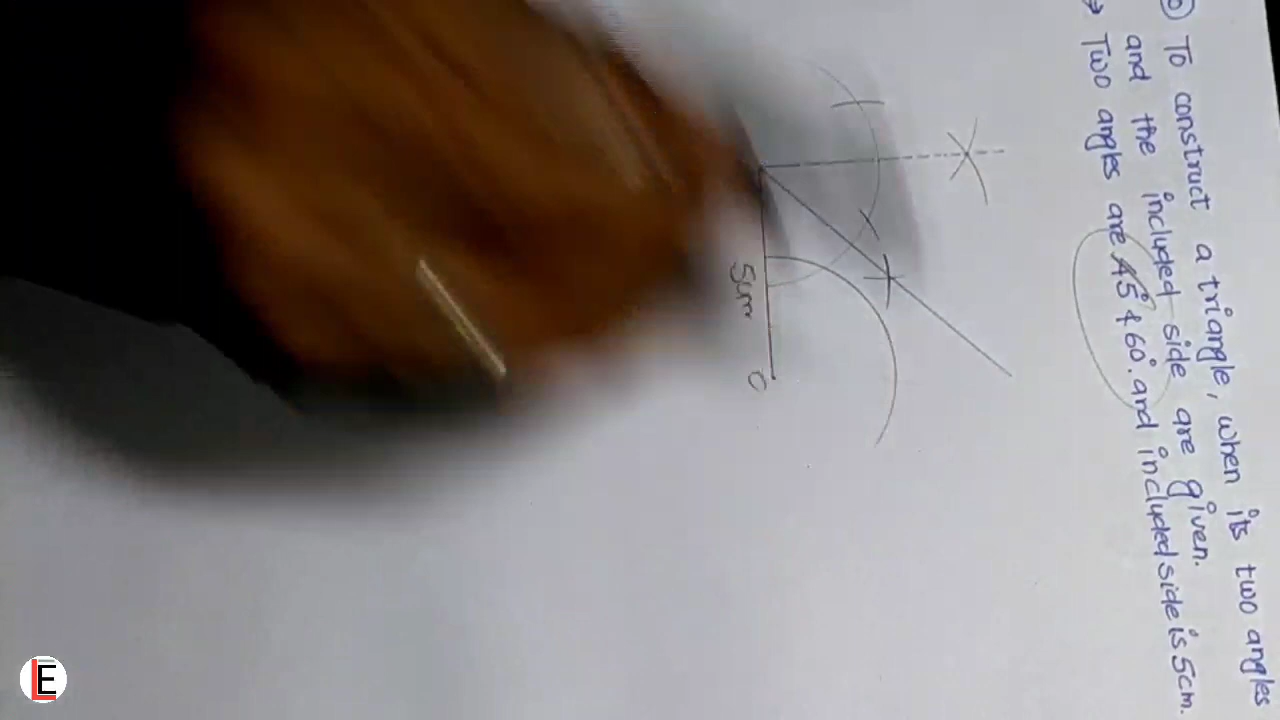 To construct a triangle, when its two angles
and the included side are given.
→ Two angles are 45° & 60°. and included side is 5cm.
5cm
C
LE